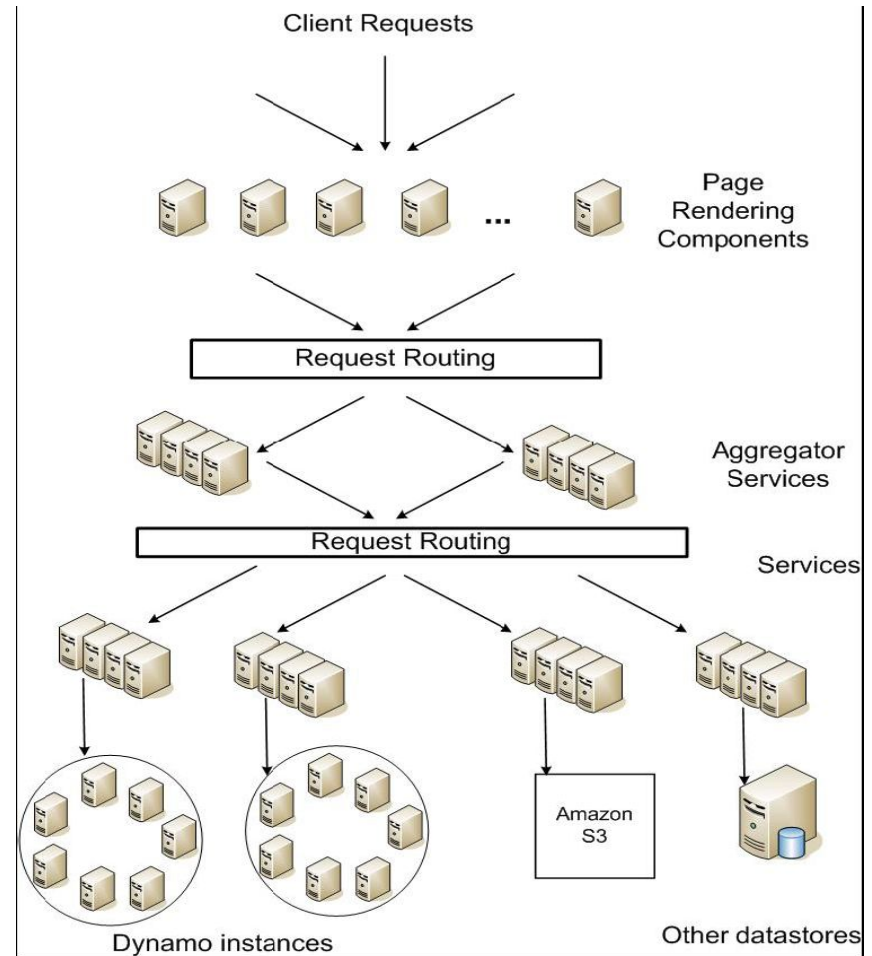 Client Requests
Page
Rendering
Components
...
Request Routing
Aggregator
Services
Request Routing
Services
Amazon
S3
Dynamo instances
Other datastores